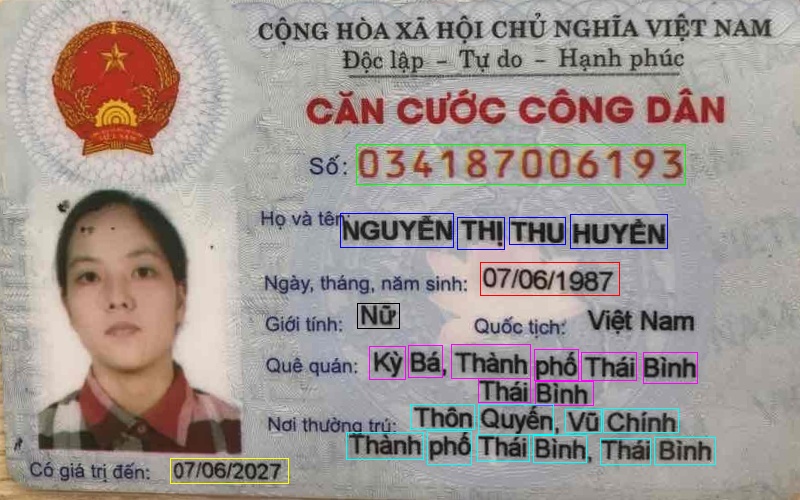 CỘNG HÒA XÃ HỘI CHỦ NGHĨA VIỆT NAM
Độc lập – Tự do – Hạnh phúc
CĂN CƯỚC CÔNG DÂN
Số: 034187006193
Họ và tên: NGUYỄN THỊ THU HUYỀN
Ngày, tháng, năm sinh: 07/06/1987
Giới tính: Nữ Quốc tịch: Việt Nam
Quê quán: Kỳ Bá, Thành phố Thái Bình
Thái Bình
Nơi thường trú: Thôn Quyến, Vũ Chính
Thành phố Thái Bình, Thái Bình
Có giá trị đến: 07/06/2027